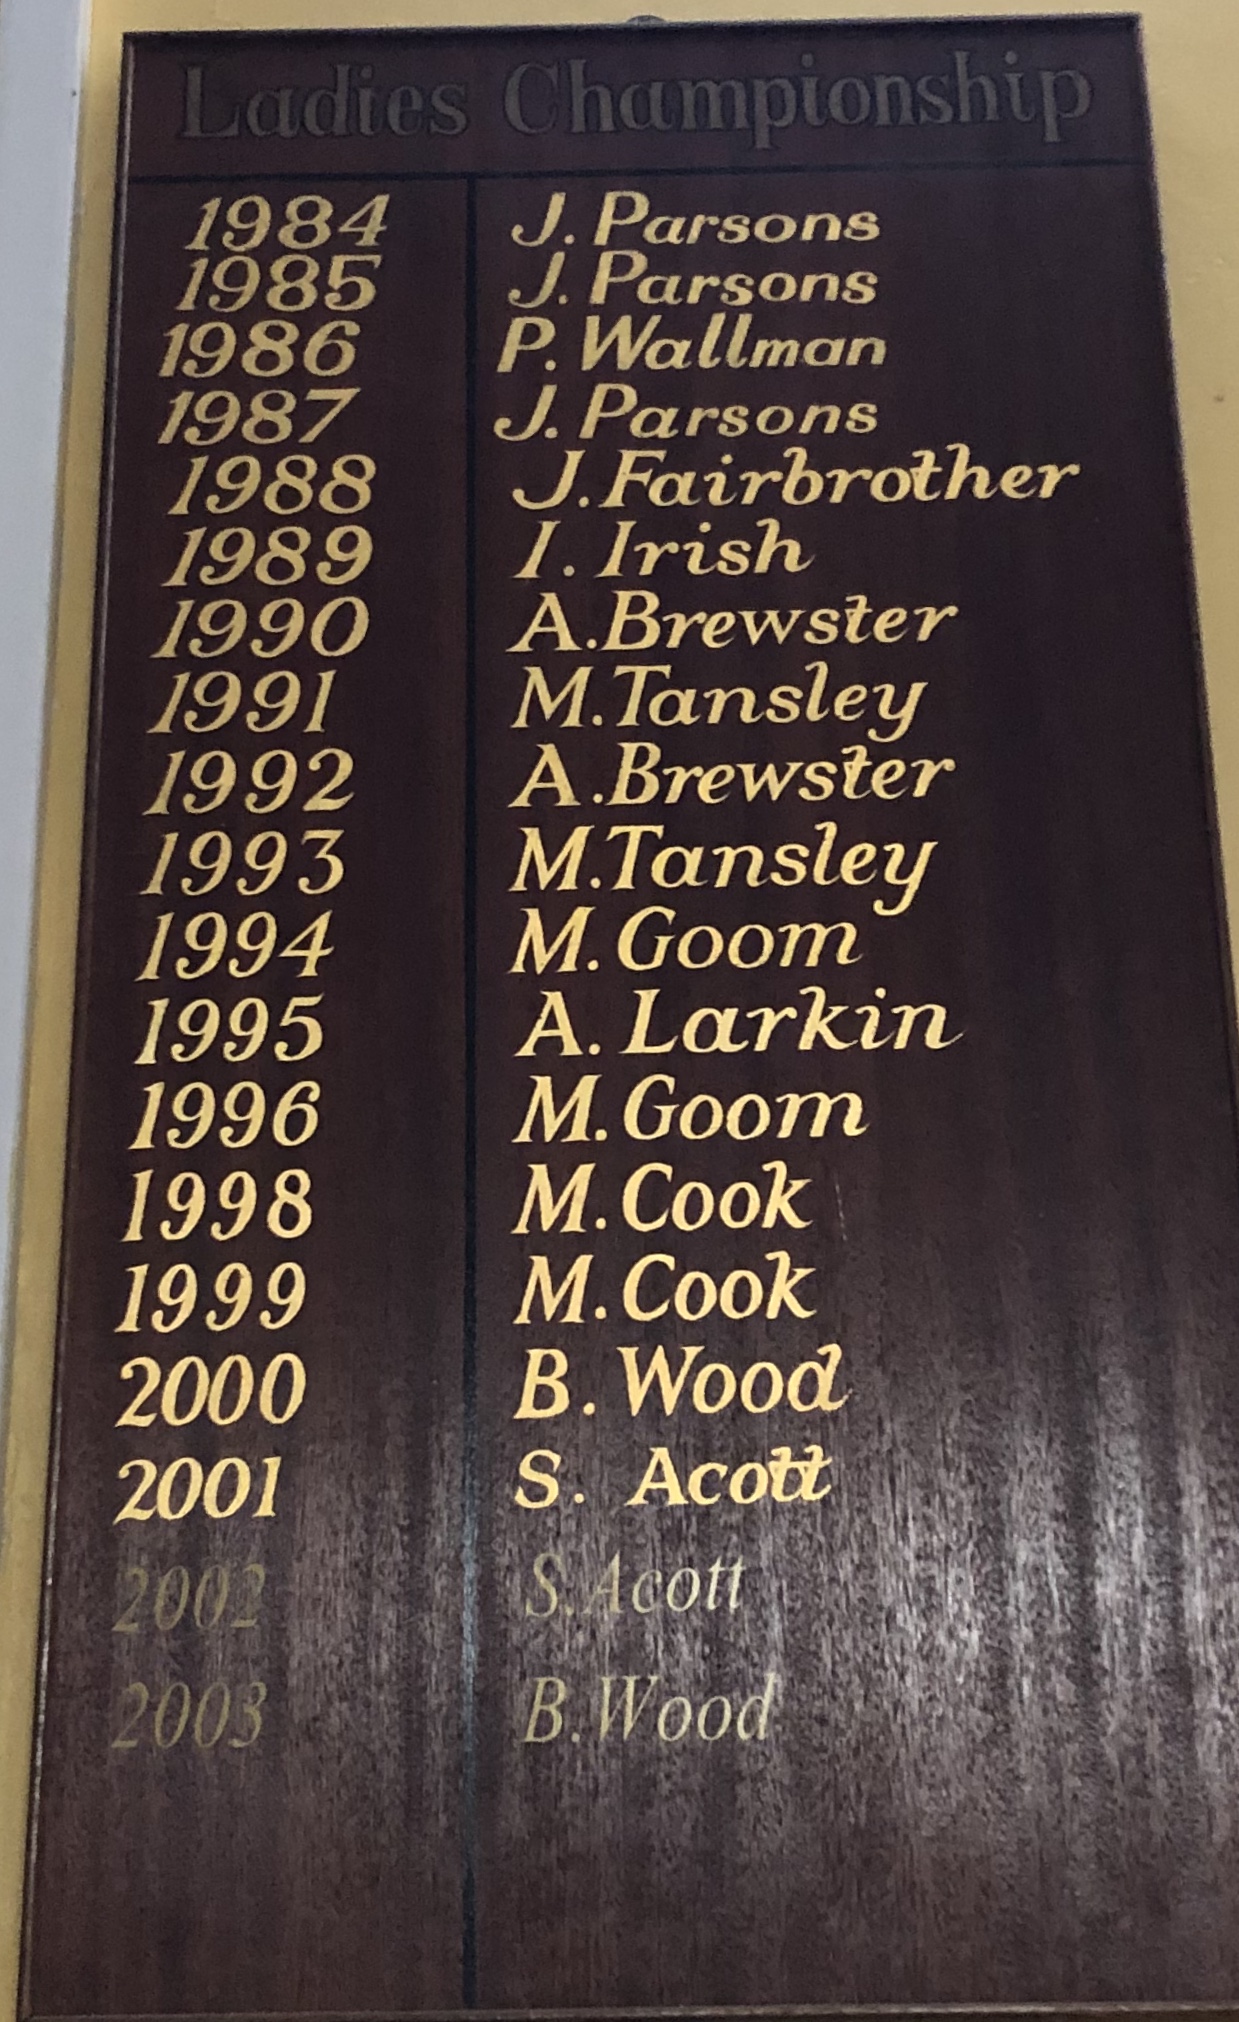 Ladies Championship
1984 J. Parsons
1985 J. Parsons
1986 P. Wallman
1987 J. Parsons
1988 J. Fairbrother
1989 I. Irish
1990 A. Brewster
1991 M. Tansley
1992 A. Brewster
1993 M. Tansley
1994 M. Goom
1995 A. Larkin
1996 M. Goom
1998 M. Cook
1999 M. Cook
2000 B. Wood
2001 S. Acott
2002 S. Acott
2003 B. Wood